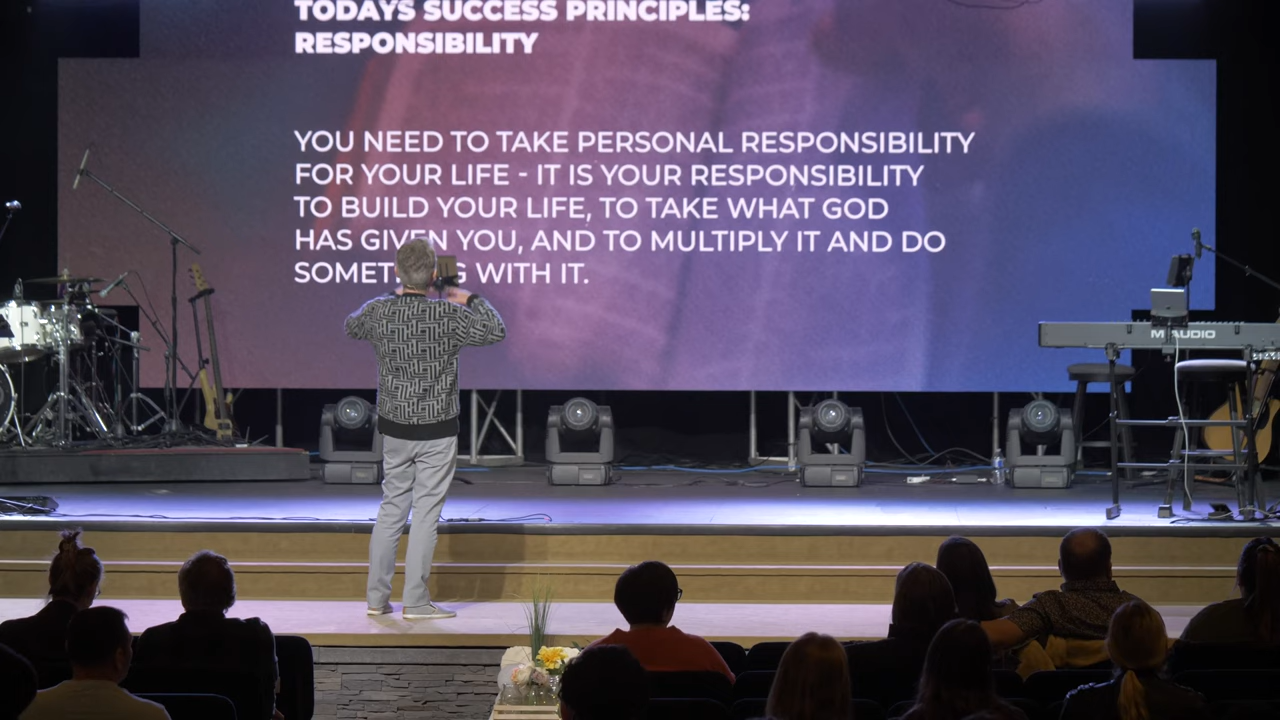 TODAYS SUCCESS PRINCIPLES:
RESPONSIBILITY
YOU NEED TO TAKE PERSONAL RESPONSIBILITY
FOR YOUR LIFE - IT IS YOUR RESPONSIBILITY
TO BUILD YOUR LIFE, TO TAKE WHAT GOD
HAS GIVEN YOU, AND TO MULTIPLY IT AND DO
WITH IT.
M-AUDIO